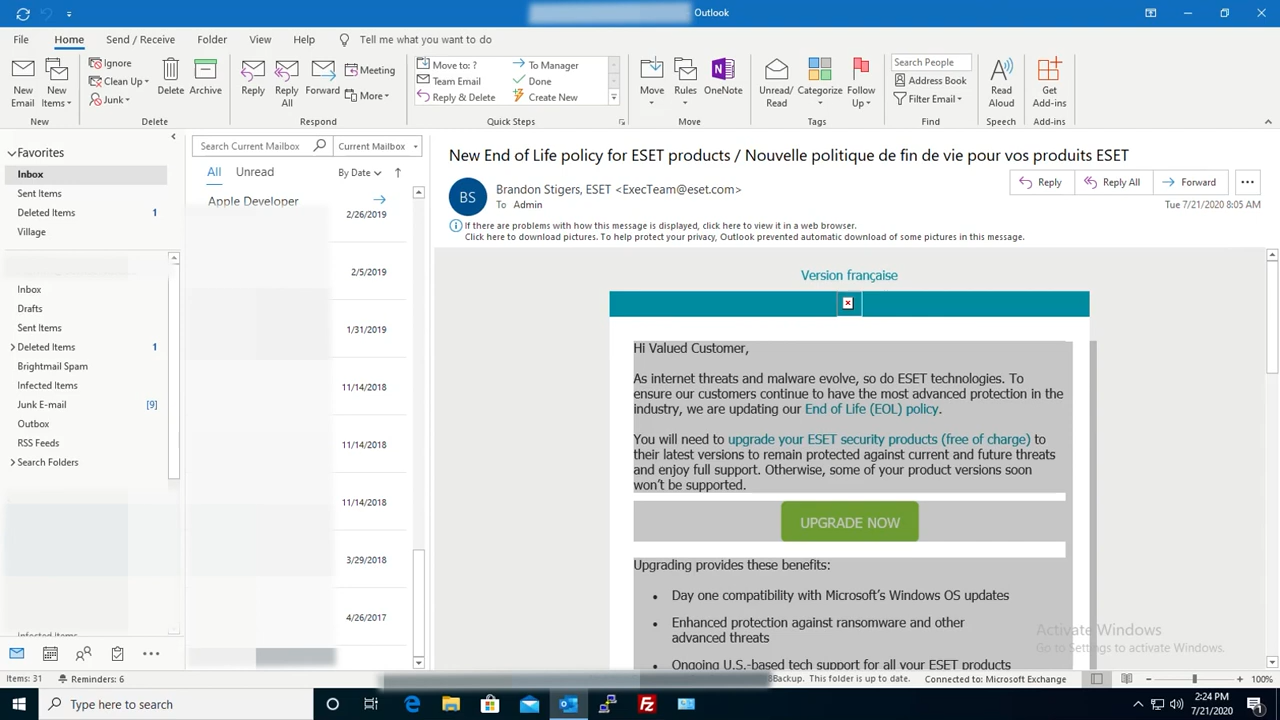 Outlook
File Home Send / Receive Folder View Help Tell me what you want to do
New Email
New Items
Ignore
Clean Up
Junk
Delete
Archive
Reply
Reply All
Forward
Meeting
More
Move to: ?
Team Email
Reply & Delete
To Manager
Done
Create New
Move
Rules
OneNote
Unread/ Read
Categorize
Follow Up
Search People
Address Book
Filter Email
Read Aloud
Get Add-ins
New Delete Respond Quick Steps Move Tags Find Speech Add-ins
Favorites
Inbox
Sent Items
Deleted Items 1
Village
Inbox
Drafts
Sent Items
Deleted Items 1
Brightmail Spam
Infected Items
Junk E-mail [9]
Outbox
RSS Feeds
Search Folders
Infected Items
Search Current Mailbox Current Mailbox
All Unread By Date
Apple Developer
2/26/2019
2/5/2019
1/31/2019
11/14/2018
11/14/2018
11/14/2018
3/29/2018
4/26/2017
New End of Life policy for ESET products / Nouvelle politique de fin de vie pour vos produits ESET
BS
Brandon Stigers, ESET <ExecTeam@eset.com>
To Admin
Reply Reply All Forward
Tue 7/21/2020 8:05 AM
If there are problems with how this message is displayed, click here to view it in a web browser.
Click here to download pictures. To help protect your privacy, Outlook prevented automatic download of some pictures in this message.
Version française
Hi Valued Customer,
As internet threats and malware evolve, so do ESET technologies. To
ensure our customers continue to have the most advanced protection in the
industry, we are updating our End of Life (EOL) policy.
You will need to upgrade your ESET security products (free of charge) to
their latest versions to remain protected against current and future threats
and enjoy full support. Otherwise, some of your product versions soon
won't be supported.
UPGRADE NOW
Upgrading provides these benefits:
• Day one compatibility with Microsoft's Windows OS updates
• Enhanced protection against ransomware and other
advanced threats
• Ongoing U.S.-based tech support for all your ESET products
Activate Windows
Go to Settings to activate Windows.
Items: 31 Reminders: 6 Backup. This folder is up to date. Connected to: Microsoft Exchange 100%
Type here to search
2:24 PM
7/21/2020
1